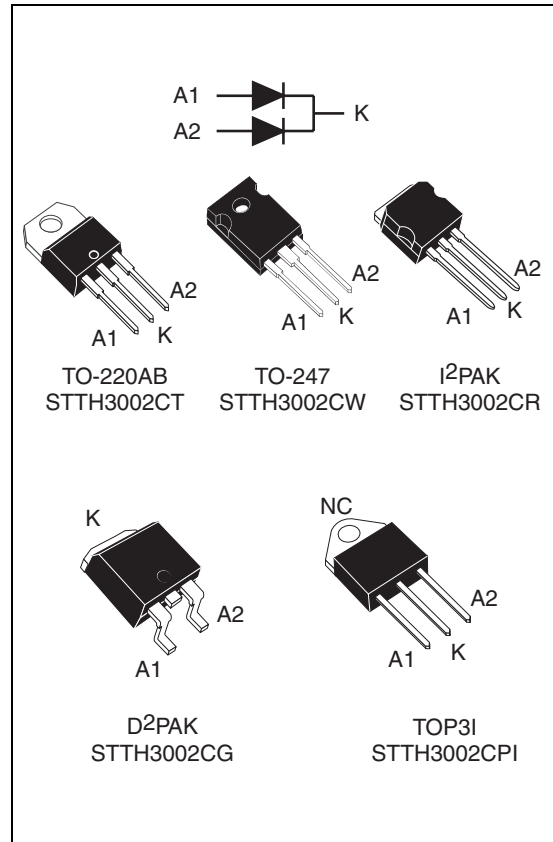 A1
K
A2
A2
K
A1
TO-220AB
STTH3002CT
A2
K
A1
TO-247
STTH3002CW
A2
K
A1
I²PAK
STTH3002CR
K
A2
A1
D²PAK
STTH3002CG
NC
A2
K
A1
TOP3I
STTH3002CPI